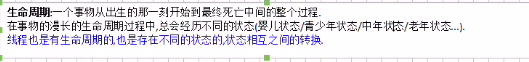 生命周期:一个事物从出生的那一刻开始到最终死亡中间的整个过程.
在事物的漫长的生命周期过程中,总会经历不同的状态(婴儿状态/青少年状态/中年状态/老年状态...).
线程也是有生命周期的,也是存在不同的状态的,状态相互之间的转换.